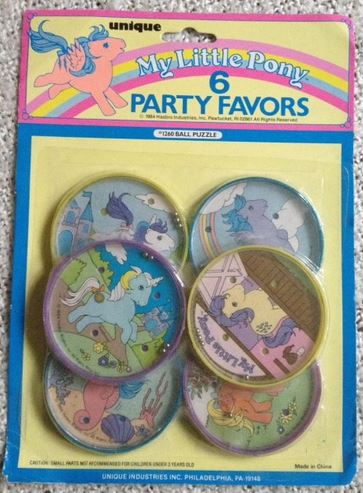 unique
My Little Pony
6
PARTY FAVORS
© 1984 Hasbro Industries, Inc. Pawtucket, RI 02861 All Rights Reserved
#1260 BALL PUZZLE
My Little Pony
CAUTION: SMALL PARTS NOT RECOMMENDED FOR CHILDREN UNDER 3 YEARS OLD
Made in China
UNIQUE INDUSTRIES INC. PHILADELPHIA, PA 19148